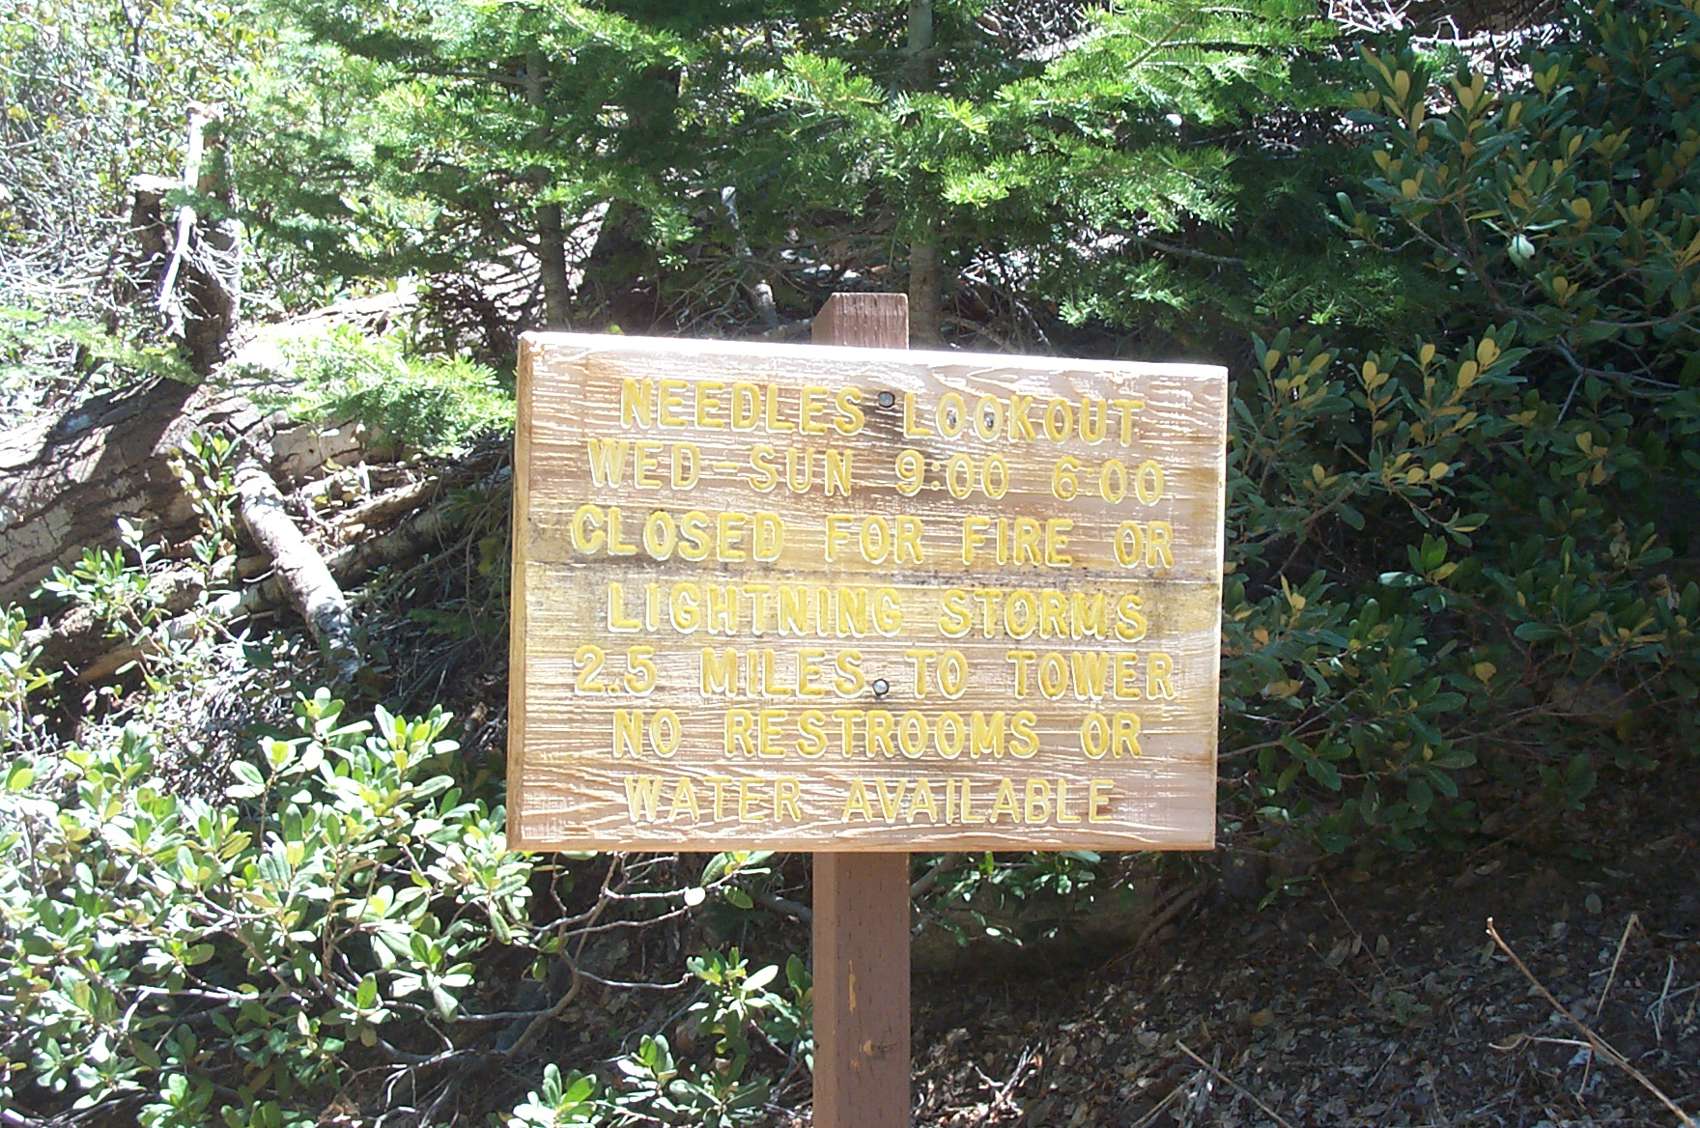 NEEDLES LOOKOUT
WED-SUN 9:00 6:00
CLOSED FOR FIRE OR
LIGHTNING STORMS
2.5 MILES TO TOWER
NO RESTROOMS OR
WATER AVAILABLE